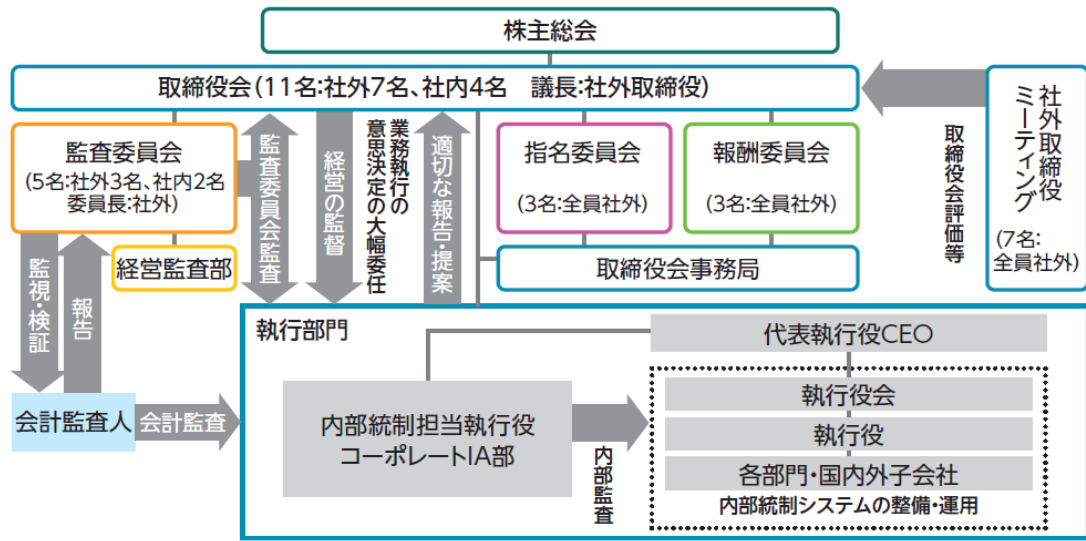 株主総会
取締役会(11名:社外7名、社内4名　議長:社外取締役)
監査委員会
(5名:社外3名、社内2名
委員長:社外)
経営監査部
監視・検証
報告
会計監査人
会計監査
監査委員会監査
経営の監督
業務執行の
意思決定の大幅委任
適切な報告・提案
指名委員会
(3名:全員社外)
報酬委員会
(3名:全員社外)
取締役会事務局
取締役会評価等
社外取締役
ミーティング
(7名:
全員社外)
執行部門
代表執行役CEO
内部統制担当執行役
コーポレートIA部
内部監査
執行役会
執行役
各部門・国内外子会社
内部統制システムの整備・運用